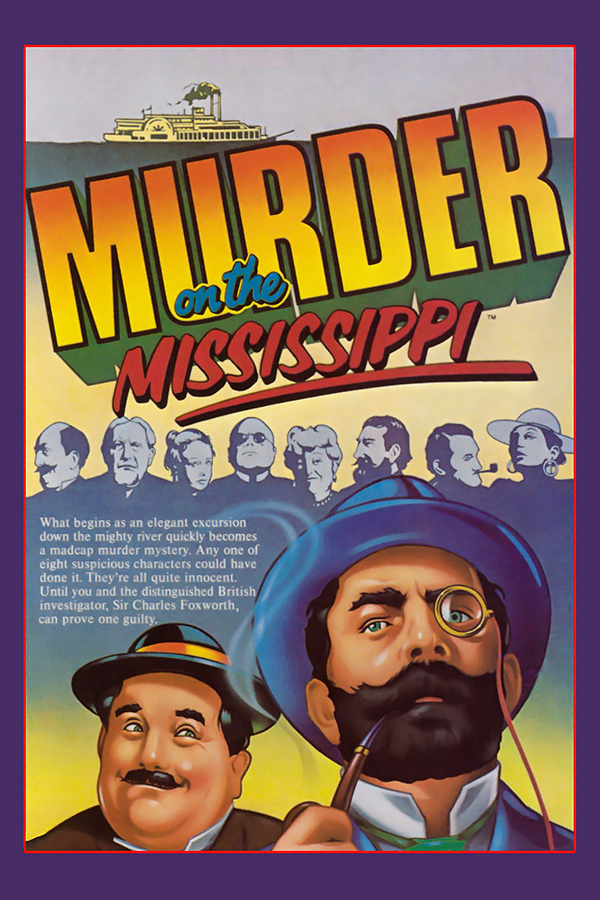 MURDER
on the
MISSISSIPPI™
What begins as an elegant excursion
down the mighty river quickly becomes
a madcap murder mystery. Any one of
eight suspicious characters could have
done it. They're all quite innocent.
Until you and the distinguished British
investigator, Sir Charles Foxworth,
can prove one guilty.